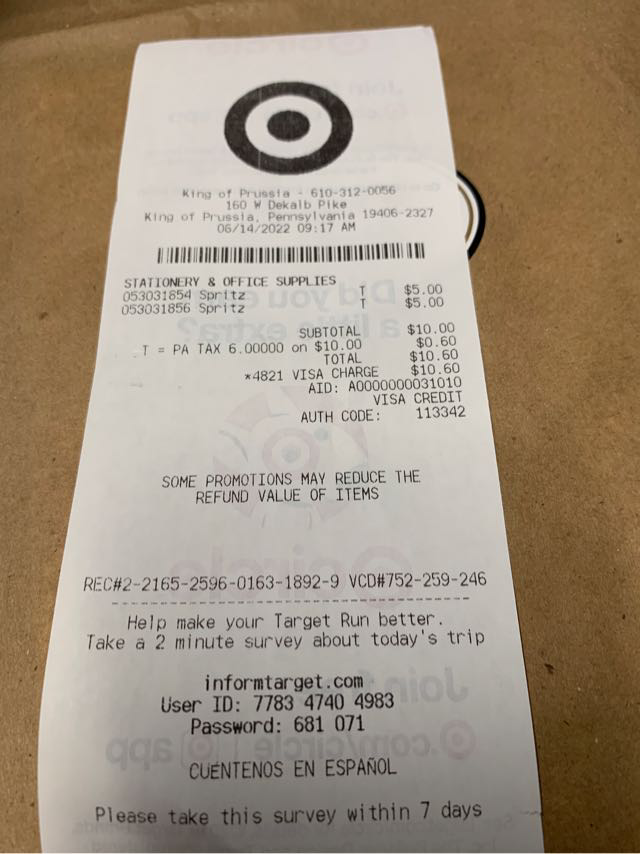 King of Prussia - 610-312-0056
160 W Dekalb Pike
King of Prussia, Pennsylvania 19406-2327
06/14/2022 09:17 AM
STATIONERY & OFFICE SUPPLIES
053031854 Spritz T $5.00
053031856 Spritz T $5.00
SUBTOTAL $10.00
T = PA TAX 6.00000 on $10.00 $0.60
TOTAL $10.60
*4821 VISA CHARGE $10.60
AID: A0000000031010
VISA CREDIT
AUTH CODE: 113342
SOME PROMOTIONS MAY REDUCE THE
REFUND VALUE OF ITEMS
REC#2-2165-2596-0163-1892-9 VCD#752-259-246
Help make your Target Run better.
Take a 2 minute survey about today's trip
informtarget.com
User ID: 7783 4740 4983
Password: 681 071
CUÉNTENOS EN ESPAÑOL
Please take this survey within 7 days